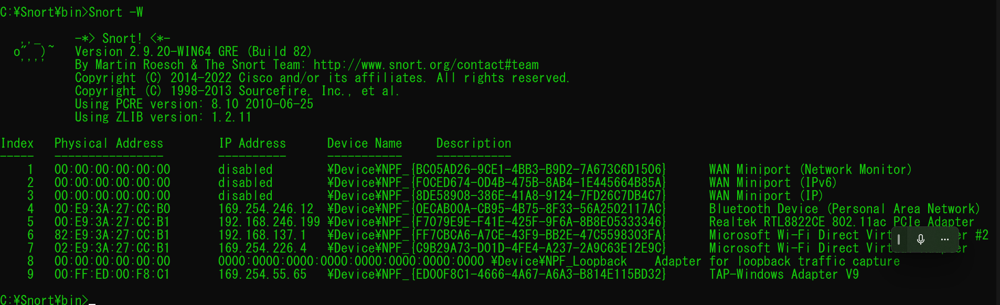 C:¥Snort¥bin>Snort -W
,,_ -*> Snort! <*-
o" )~ Version 2.9.20-WIN64 GRE (Build 82)
'''' By Martin Roesch & The Snort Team: http://www.snort.org/contact#team
Copyright (C) 2014-2022 Cisco and/or its affiliates. All rights reserved.
Copyright (C) 1998-2013 Sourcefire, Inc., et al.
Using PCRE version: 8.10 2010-06-25
Using ZLIB version: 1.2.11
Index Physical Address IP Address Device Name Description
----- ---------------- ---------- ----------- -----------
1 00:00:00:00:00:00 disabled ¥Device¥NPF_{BC05AD26-9CE1-4BB3-B9D2-7A673C6D1506} WAN Miniport (Network Monitor)
2 00:00:00:00:00:00 disabled ¥Device¥NPF_{F0CED674-0D4B-475B-8AB4-1E445664B85A} WAN Miniport (IPv6)
3 00:00:00:00:00:00 disabled ¥Device¥NPF_{8DE58908-386E-41A8-9124-7FD26C7DB4C7} WAN Miniport (IP)
4 00:E9:3A:27:CC:B0 169.254.246.12 ¥Device¥NPF_{0ECAB00A-CB95-4B75-8F33-56A2502117AC} Bluetooth Device (Personal Area Network)
5 00:E9:3A:27:CC:B1 192.168.246.199 ¥Device¥NPF_{F7079E9E-F41E-425F-9F6A-8B8E05333346} Realtek RTL8822CE 802.11ac PCIe Adapter
6 82:E9:3A:27:CC:B1 192.168.137.1 ¥Device¥NPF_{FF7CBCA6-A7CE-43F9-BB2E-47C5598303FA} Microsoft Wi-Fi Direct #2
7 02:E9:3A:27:CC:B1 169.254.226.4 ¥Device¥NPF_{C9B29A73-D01D-4FE4-A237-2A9C63E12E9C} Microsoft Wi-Fi Direct Virtual Adapter
8 00:00:00:00:00:00 0000:0000:0000:0000:0000:0000:0000:0000 ¥Device¥NPF_Loopback Adapter for loopback traffic capture
9 00:FF:ED:00:F8:C1 169.254.55.65 ¥Device¥NPF_{ED00F8C1-4666-4A67-A6A3-B814E115BD32} TAP-Windows Adapter V9
C:¥Snort¥bin>_